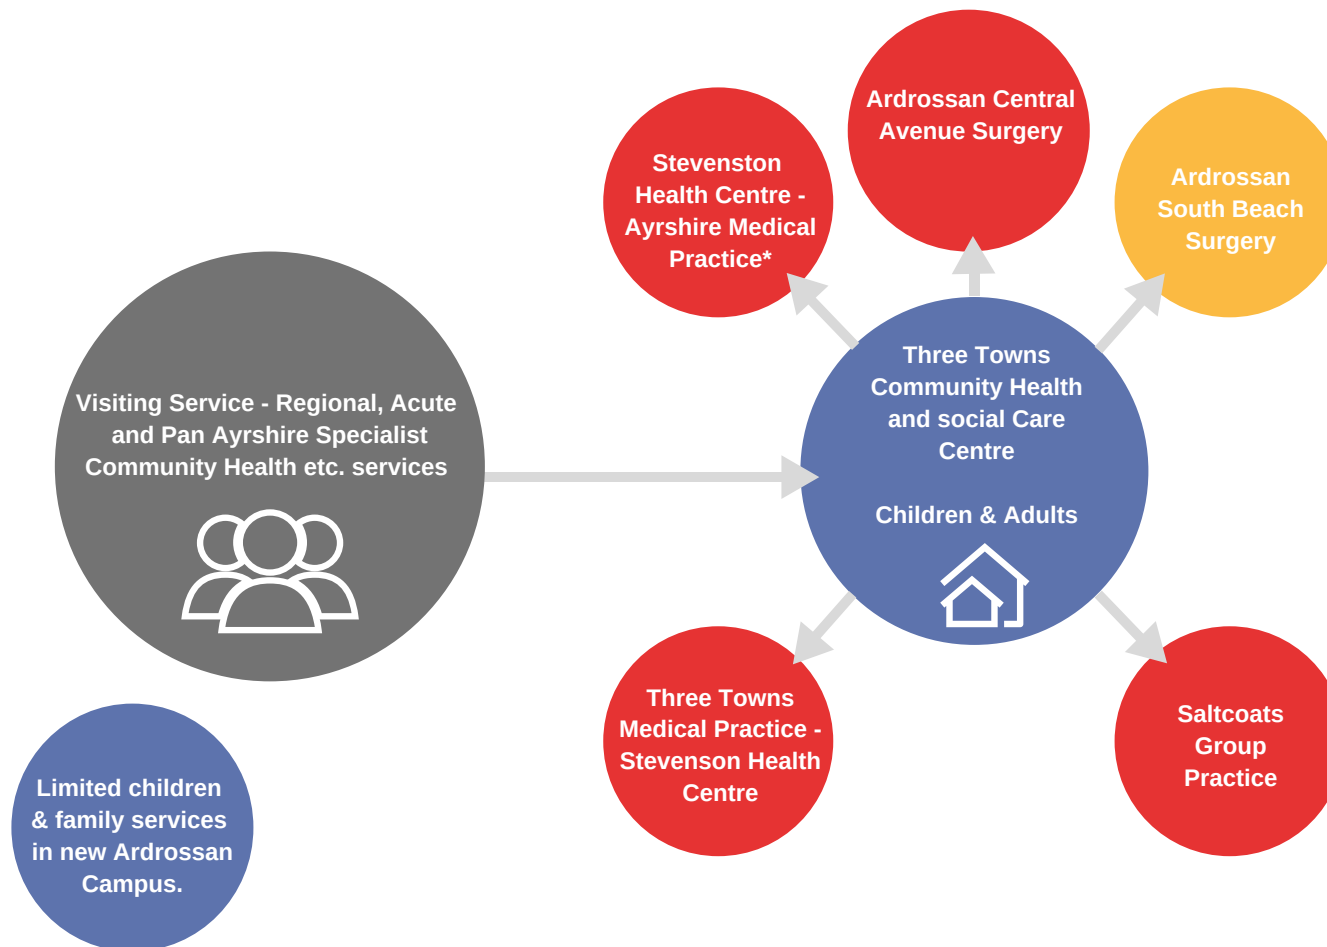 Ardrossan Central
Avenue Surgery
Stevenston
Health Centre -
Ayrshire Medical
Practice*
Ardrossan
South Beach
Surgery
Three Towns
Community Health
and social Care
Centre
Children & Adults
Visiting Service - Regional, Acute
and Pan Ayrshire Specialist
Community Health etc. services
Three Towns
Medical Practice -
Stevenson Health
Centre
Saltcoats
Group
Practice
Limited children
& family services
in new Ardrossan
Campus.